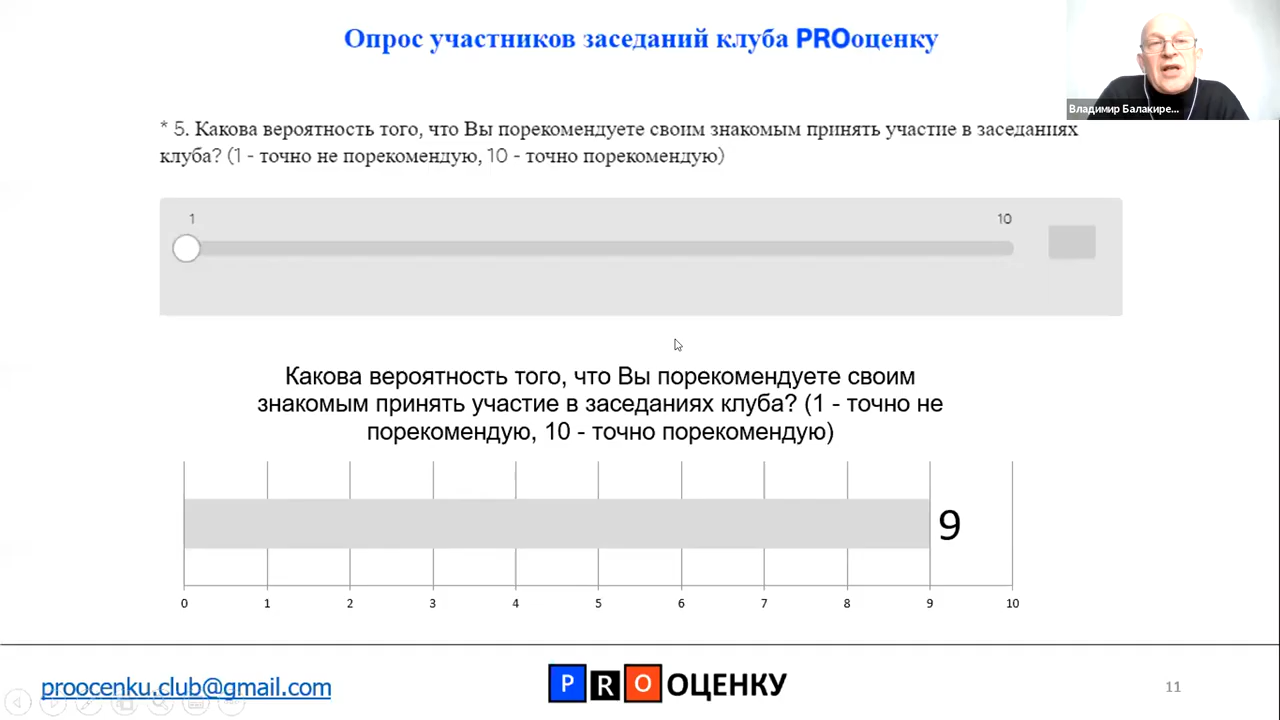 Опрос участников заседаний клуба PROоценку
Владимир Балакире...
* 5. Какова вероятность того, что Вы порекомендуете своим знакомым принять участие в заседаниях
клуба? (1 - точно не порекомендую, 10 - точно порекомендую)
1
10
Какова вероятность того, что Вы порекомендуете своим
знакомым принять участие в заседаниях клуба? (1 - точно не
порекомендую, 10 - точно порекомендую)
9
0 1 2 3 4 5 6 7 8 9 10
proocenku.club@gmail.com
PRO ОЦЕНКУ
11